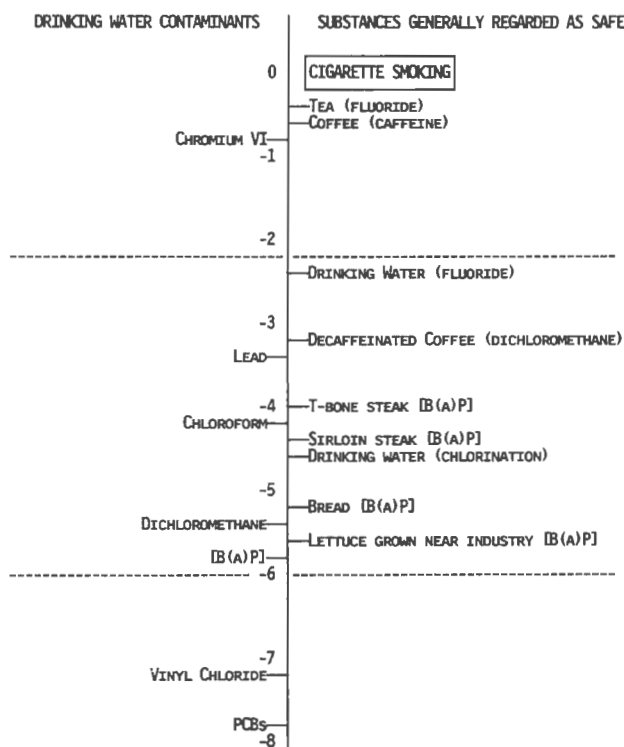 DRINKING WATER CONTAMINANTS SUBSTANCES GENERALLY REGARDED AS SAFE
0 CIGARETTE SMOKING
TEA (FLUORIDE)
COFFEE (CAFFEINE)
CHROMIUM VI
-1
-2
DRINKING WATER (FLUORIDE)
-3
DECAFFEINATED COFFEE (DICHLOROMETHANE)
LEAD
-4 T-BONE STEAK [B(A)P]
CHLOROFORM
SIRLOIN STEAK [B(A)P]
DRINKING WATER (CHLORINATION)
-5
BREAD [B(A)P]
DICHLOROMETHANE
LETTUCE GROWN NEAR INDUSTRY [B(A)P]
[B(A)P]
-6
-7
VINYL CHLORIDE
PCBs
-8